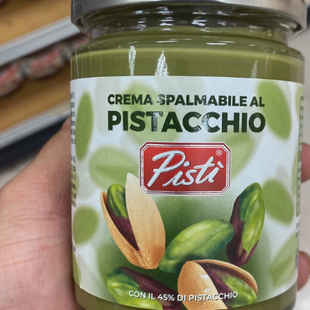 CREMA SPALMABILE AL
PISTACCHIO
Pistì
CON IL 45% DI PISTACCHIO